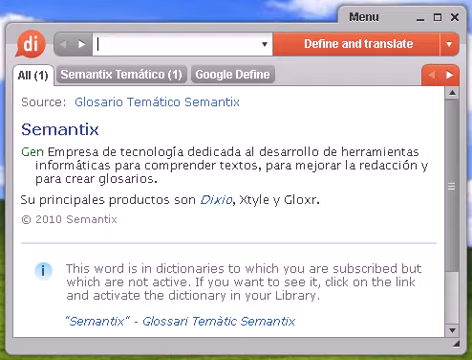 Menu
di
Define and translate
All (1)
Semantix Temático (1)
Google Define
Source: Glosario Temático Semantix
Semantix
Gen Empresa de tecnología dedicada al desarrollo de herramientas
informáticas para comprender textos, para mejorar la redacción y
para crear glosarios.
Su principales productos son Dixio, Xtyle y Gloxr.
© 2010 Semantix
i
This word is in dictionaries to which you are subscribed but
which are not active. If you want to see it, click on the link
and activate the dictionary in your Library.
"Semantix" - Glossari Temàtic Semantix